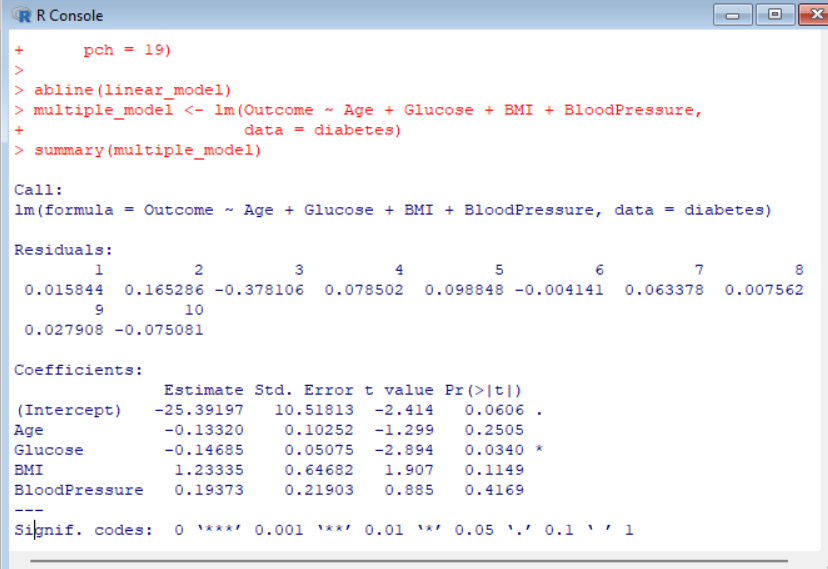 R Console
+      pch = 19)
>
> abline(linear_model)
> multiple_model <- lm(Outcome ~ Age + Glucose + BMI + BloodPressure,
+                      data = diabetes)
> summary(multiple_model)
Call:
lm(formula = Outcome ~ Age + Glucose + BMI + BloodPressure, data = diabetes)
Residuals:
        1         2         3         4         5         6         7         8
 0.015844  0.165286 -0.378106  0.078502  0.098848 -0.004141  0.063378  0.007562
        9        10
 0.027908 -0.075081
Coefficients:
               Estimate Std. Error t value Pr(>|t|)
(Intercept)   -25.39197   10.51813  -2.414   0.0606 .
Age            -0.13320    0.10252  -1.299   0.2505
Glucose        -0.14685    0.05075  -2.894   0.0340 *
BMI             1.23335    0.64682   1.907   0.1149
BloodPressure   0.19373    0.21903   0.885   0.4169
---
Signif. codes:  0 ‘***’ 0.001 ‘**’ 0.01 ‘*’ 0.05 ‘.’ 0.1 ‘ ’ 1